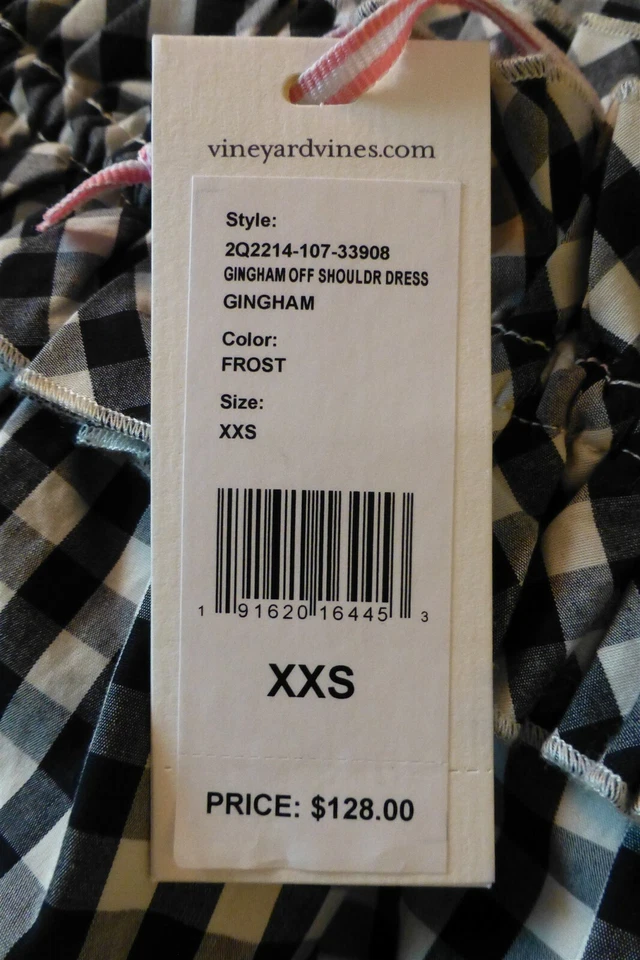 vineyardvines.com
Style:
2Q2214-107-33908
GINGHAM OFF SHOULDR DRESS
GINGHAM
Color:
FROST
Size:
XXS
1 91620 16445 3
XXS
PRICE: $128.00